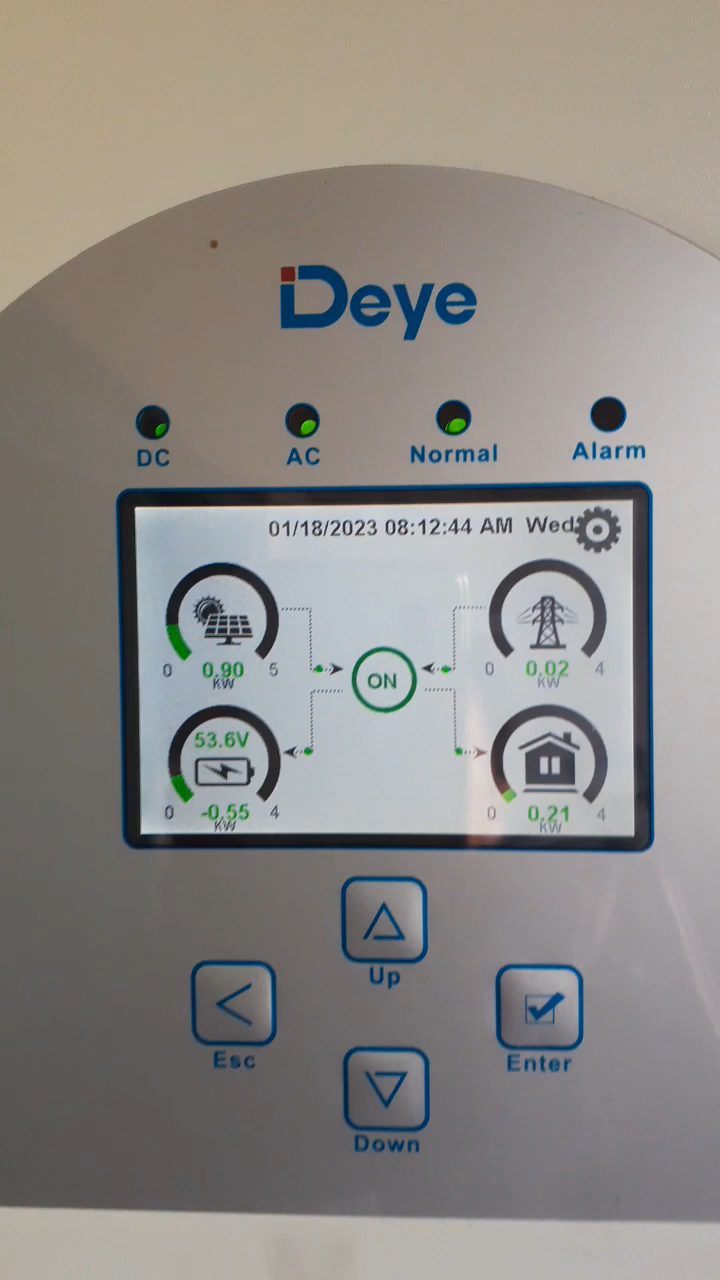 Deye
DC AC Normal Alarm
01/18/2023 08:12:44 AM Wed
0 0.90 5
KW
0 0.02 4
KW
ON
53.6V
0 -0.55 4
KW
0 0.21 4
KW
Up
Esc
Enter
Down